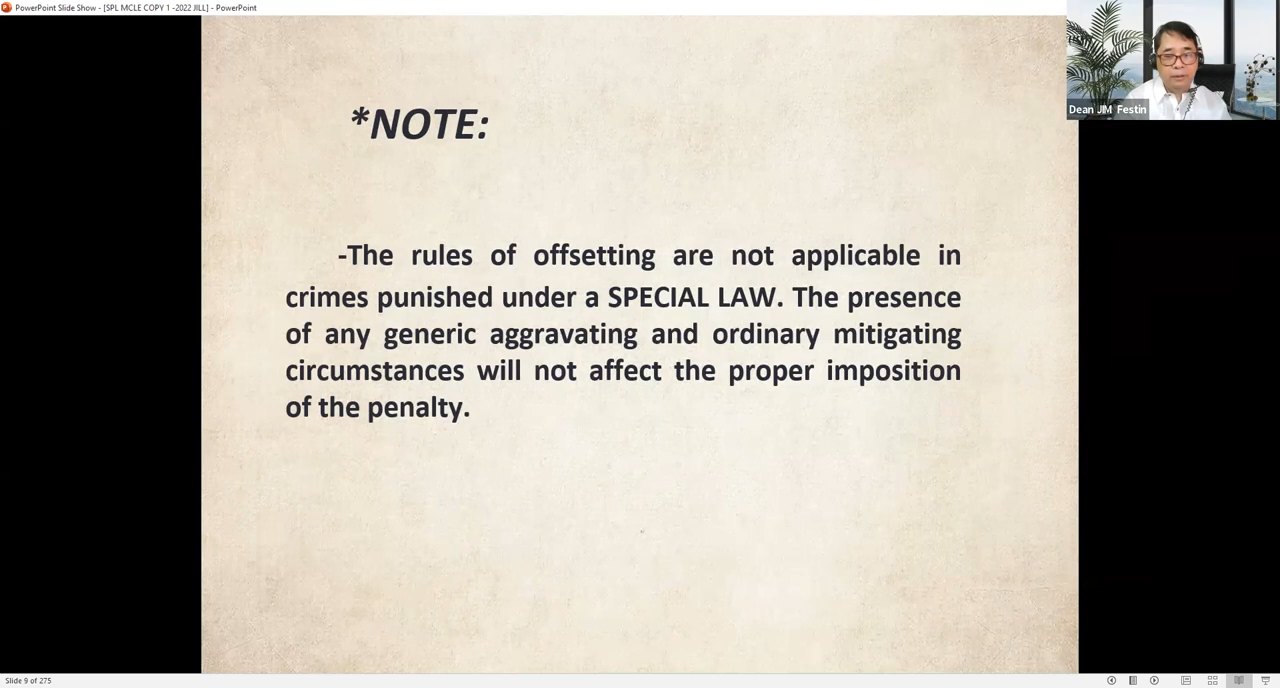 PowerPoint Slide Show - [SPL MCLE COPY 1 -2022 JILL] - PowerPoint
Dean JIM Festin
*NOTE:
-The rules of offsetting are not applicable in
crimes punished under a SPECIAL LAW. The presence
of any generic aggravating and ordinary mitigating
circumstances will not affect the proper imposition
of the penalty.
Slide 9 of 275